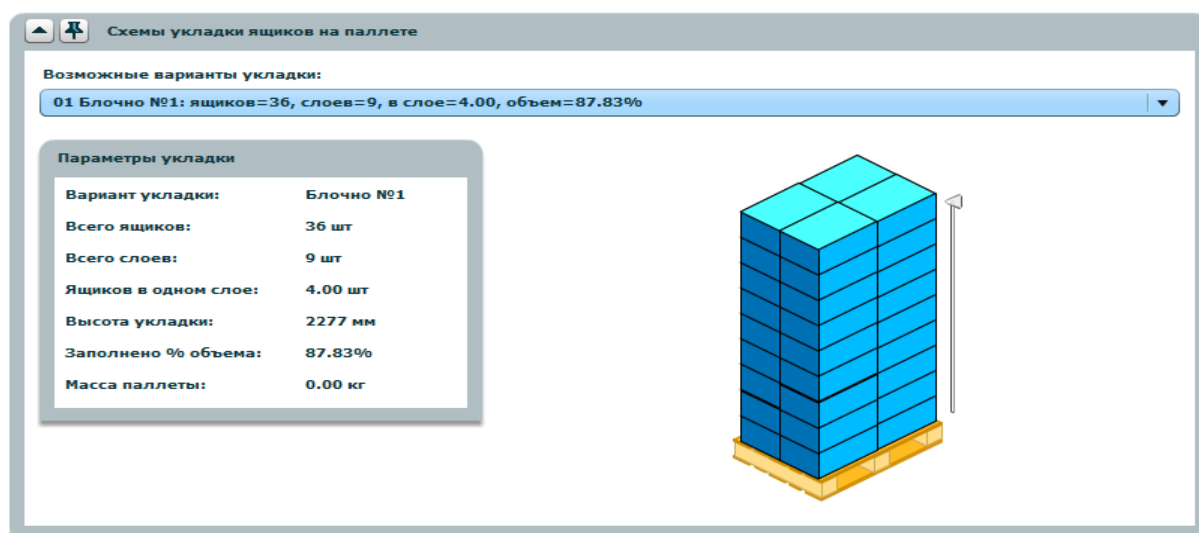 Схемы укладки ящиков на паллете
Возможные варианты укладки:
01 Блочно №1: ящиков=36, слоев=9, в слое=4.00, объем=87.83%
Параметры укладки
Вариант укладки: Блочно №1
Всего ящиков: 36 шт
Всего слоев: 9 шт
Ящиков в одном слое: 4.00 шт
Высота укладки: 2277 мм
Заполнено % объема: 87.83%
Масса паллеты: 0.00 кг